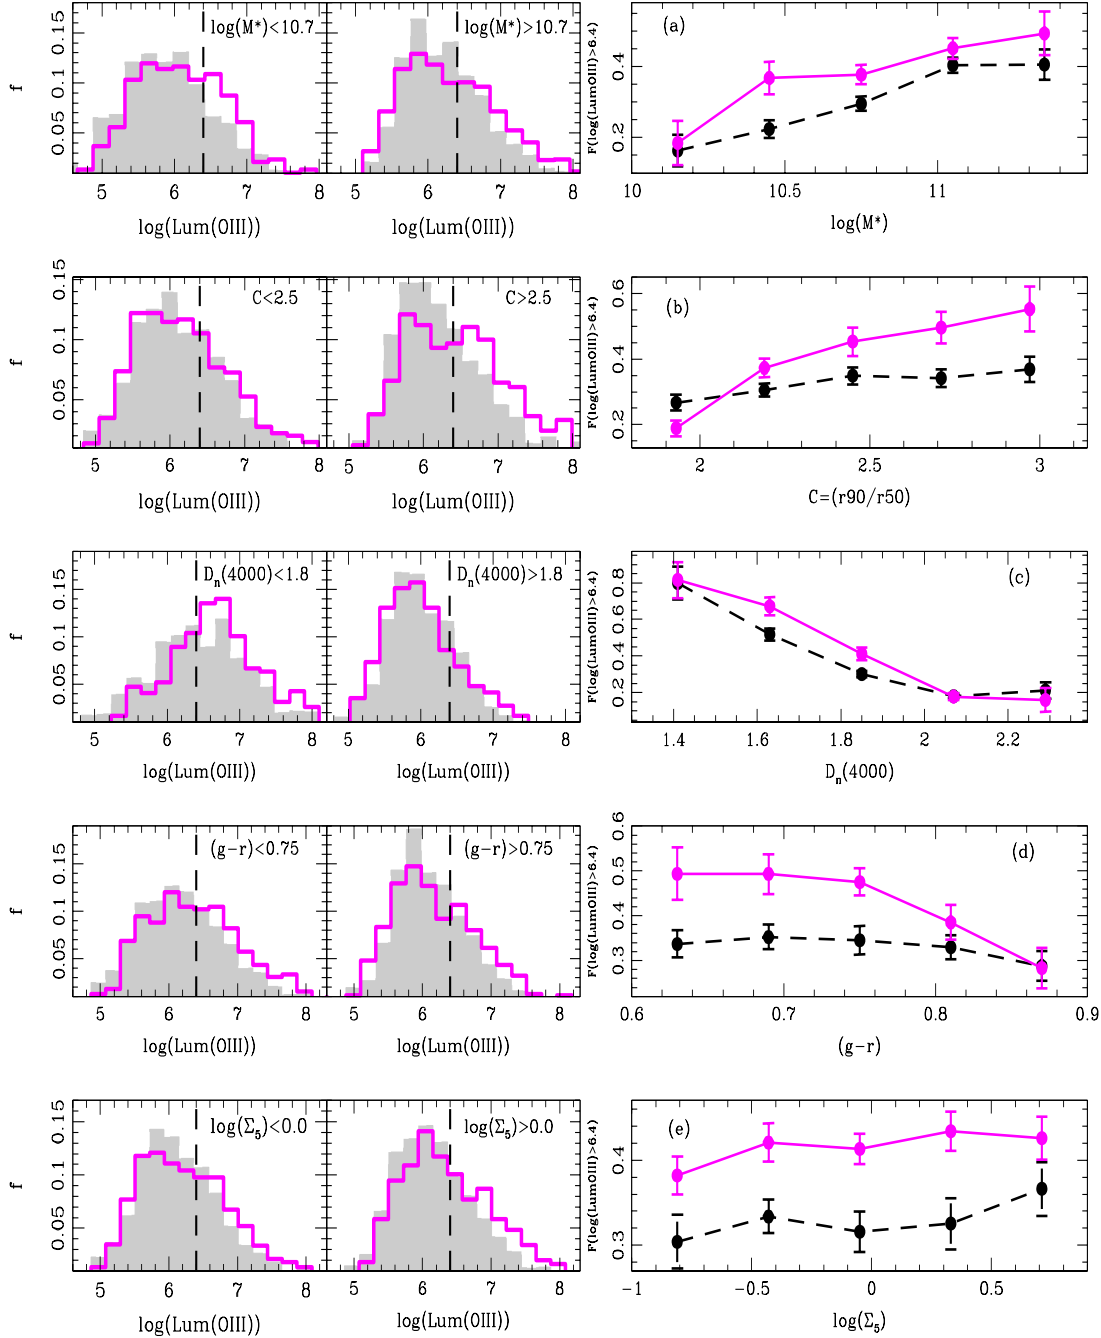 f
0.05 0.1 0.15
log(M*)<10.7
log(M*)>10.7
5 6 7 8
5 6 7 8
log(Lum(OIII))
log(Lum(OIII))
F(log(LumOIII)>6.4)
0.2 0.4
(a)
10 10.5 11
log(M*)
f
0.05 0.1 0.15
C<2.5
C>2.5
5 6 7 8
5 6 7 8
log(Lum(OIII))
log(Lum(OIII))
F(log(LumOIII)>6.4)
0.2 0.4 0.6
(b)
2 2.5 3
C=(r90/r50)
f
0.05 0.1 0.15
Dₙ(4000)<1.8
Dₙ(4000)>1.8
5 6 7 8
5 6 7 8
log(Lum(OIII))
log(Lum(OIII))
F(log(LumOIII)>6.4)
0.2 0.4 0.6 0.8
(c)
1.4 1.6 1.8 2 2.2
Dₙ(4000)
f
0.05 0.1 0.15
(g-r)<0.75
(g-r)>0.75
5 6 7 8
5 6 7 8
log(Lum(OIII))
log(Lum(OIII))
F(log(LumOIII)>6.4)
0.3 0.4 0.5 0.6
(d)
0.6 0.7 0.8 0.9
(g-r)
f
0.05 0.1 0.15
log(Σ₅)<0.0
log(Σ₅)>0.0
5 6 7 8
5 6 7 8
log(Lum(OIII))
log(Lum(OIII))
F(log(LumOIII)>6.4)
0.3 0.4
(e)
-1 -0.5 0 0.5
log(Σ₅)